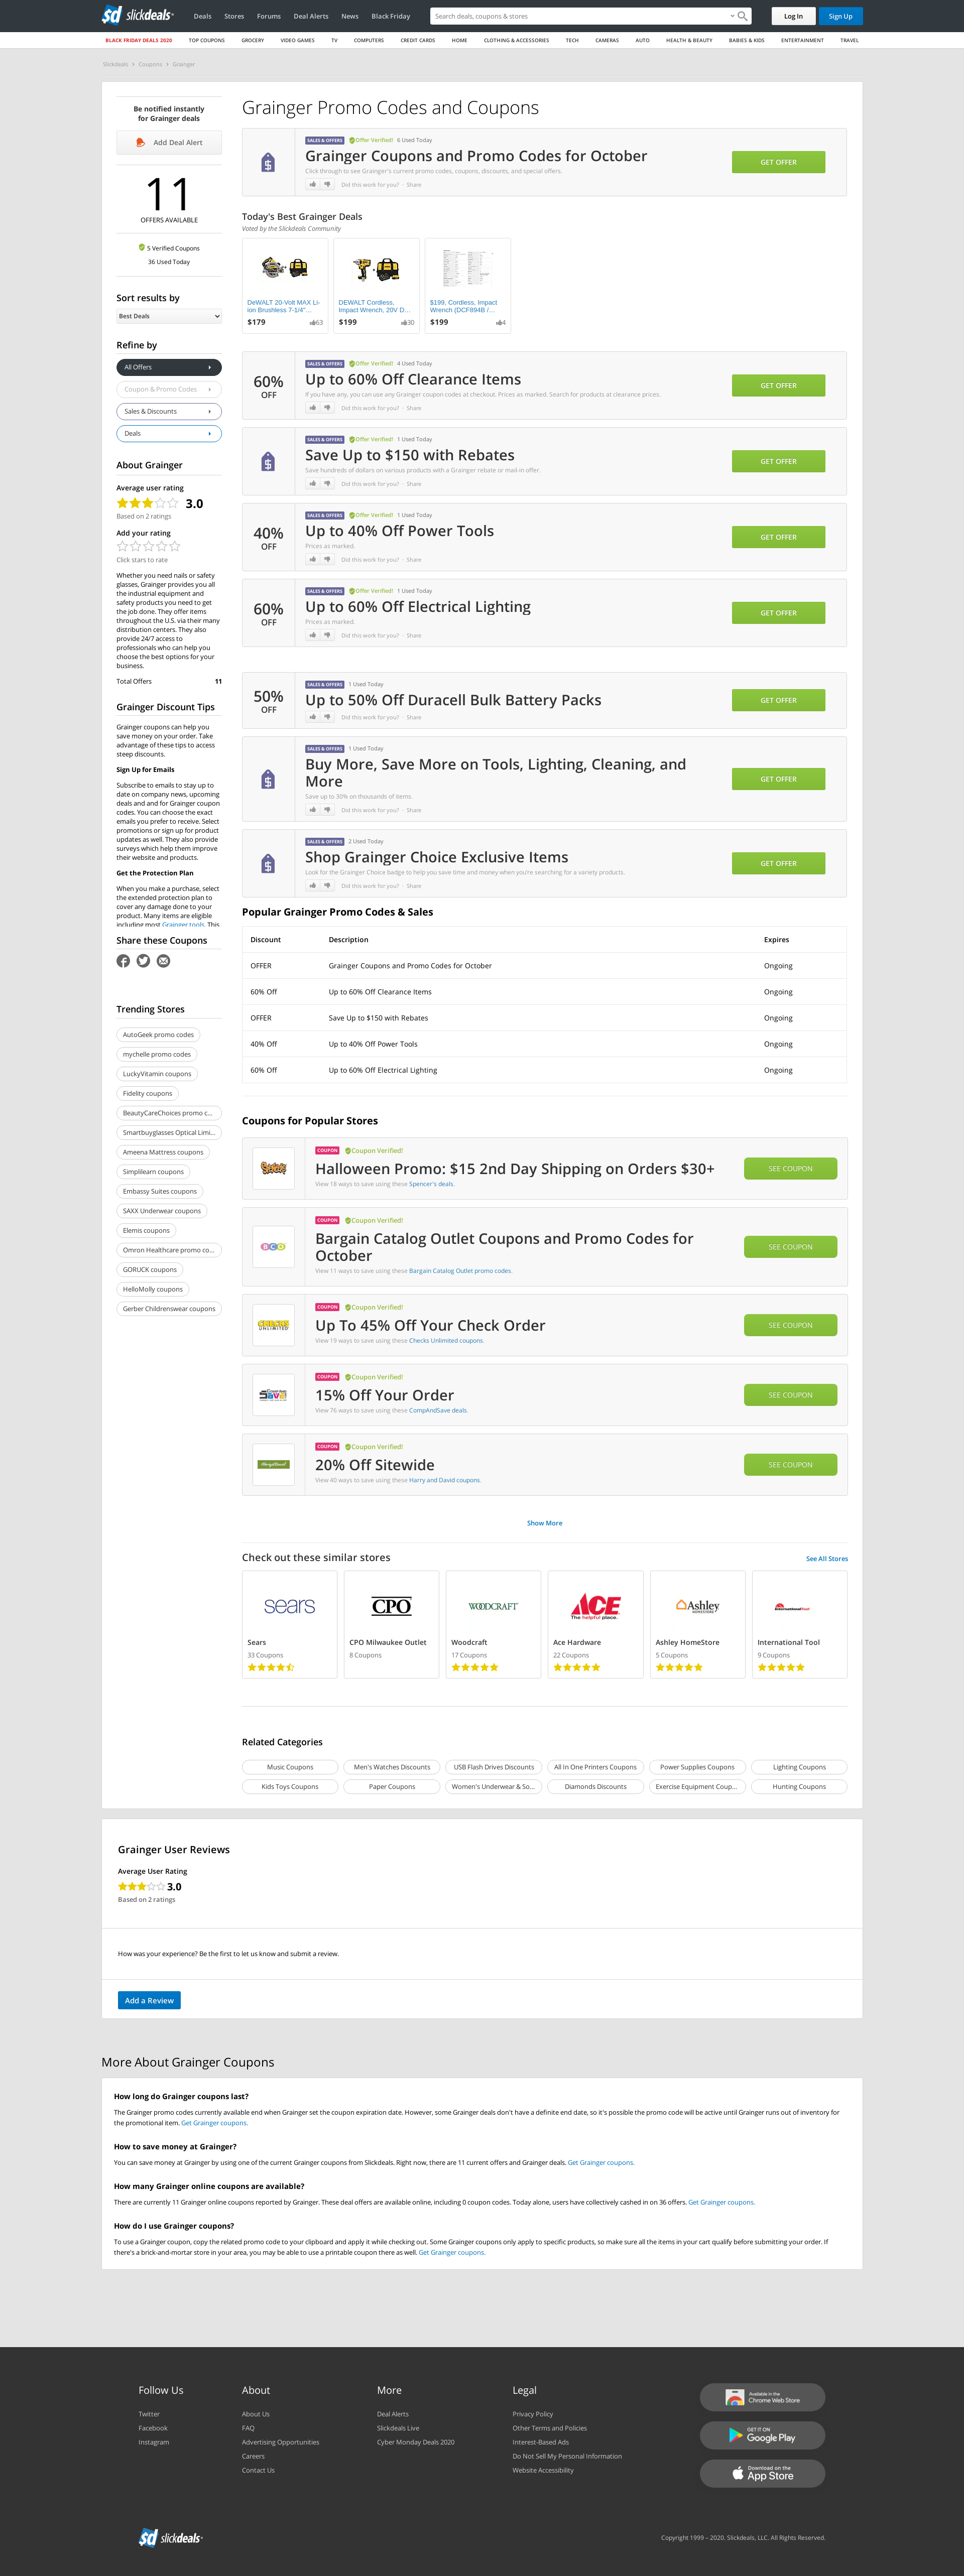 slickdeals
Deals
Stores
Forums
Deal Alerts
News
Black Friday
Search deals, coupons & stores
Log In
Sign Up
BLACK FRIDAY DEALS 2020
TOP COUPONS
GROCERY
VIDEO GAMES
TV
COMPUTERS
CREDIT CARDS
HOME
CLOTHING & ACCESSORIES
TECH
CAMERAS
AUTO
HEALTH & BEAUTY
BABIES & KIDS
ENTERTAINMENT
TRAVEL
Slickdeals > Coupons > Grainger
Be notified instantly
for Grainger deals
Add Deal Alert
11
OFFERS AVAILABLE
5 Verified Coupons
36 Used Today
Sort results by
Best Deals
Refine by
All Offers
Coupon & Promo Codes
Sales & Discounts
Deals
About Grainger
Average user rating
3.0
Based on 2 ratings
Add your rating
Click stars to rate
Whether you need nails or safety
glasses, Grainger provides you all
the industrial equipment and
safety products you need to get
the job done. They offer items
throughout the U.S. via their many
distribution centers. They also
provide 24/7 access to
professionals who can help you
choose the best options for your
business.
Total Offers 11
Grainger Discount Tips
Grainger coupons can help you
save money on your order. Take
advantage of these tips to access
steep discounts.
Sign Up for Emails
Subscribe to emails to stay up to
date on company news, upcoming
deals and and for Grainger coupon
codes. You can choose the exact
emails you prefer to receive. Select
promotions or sign up for product
updates as well. They also provide
surveys which help them improve
their website and products.
Get the Protection Plan
When you make a purchase, select
the extended protection plan to
cover any damage done to your
product. Many items are eligible
including most Grainger tools. This
Share these Coupons
Trending Stores
AutoGeek promo codes
mychelle promo codes
LuckyVitamin coupons
Fidelity coupons
BeautyCareChoices promo c...
Smartbuyglasses Optical Limi...
Ameena Mattress coupons
Simplilearn coupons
Embassy Suites coupons
SAXX Underwear coupons
Elemis coupons
Omron Healthcare promo co...
GORUCK coupons
HelloMolly coupons
Gerber Childrenswear coupons
Grainger Promo Codes and Coupons
SALES & OFFERS Offer Verified! 6 Used Today
Grainger Coupons and Promo Codes for October
Click through to see Grainger's current promo codes, coupons, discounts, and special offers.
Did this work for you? · Share
GET OFFER
Today's Best Grainger Deals
Voted by the Slickdeals Community
DeWALT 20-Volt MAX Li-
ion Brushless 7-1/4"...
$179 63
DEWALT Cordless,
Impact Wrench, 20V D...
$199 30
$199, Cordless, Impact
Wrench (DCF894B /...
$199 4
60%
OFF
SALES & OFFERS Offer Verified! 4 Used Today
Up to 60% Off Clearance Items
If you have any, you can use any Grainger coupon codes at checkout, Prices as marked. Search for products at clearance prices.
Did this work for you? · Share
GET OFFER
SALES & OFFERS Offer Verified! 1 Used Today
Save Up to $150 with Rebates
Save hundreds of dollars on various products with a Grainger rebate or mail-in offer.
Did this work for you? · Share
GET OFFER
40%
OFF
SALES & OFFERS Offer Verified! 1 Used Today
Up to 40% Off Power Tools
Prices as marked.
Did this work for you? · Share
GET OFFER
60%
OFF
SALES & OFFERS Offer Verified! 1 Used Today
Up to 60% Off Electrical Lighting
Prices as marked.
Did this work for you? · Share
GET OFFER
50%
OFF
SALES & OFFERS 1 Used Today
Up to 50% Off Duracell Bulk Battery Packs
Did this work for you? · Share
GET OFFER
SALES & OFFERS 1 Used Today
Buy More, Save More on Tools, Lighting, Cleaning, and
More
Save up to 30% on thousands of items.
Did this work for you? · Share
GET OFFER
SALES & OFFERS 2 Used Today
Shop Grainger Choice Exclusive Items
Look for the Grainger Choice badge to help you save time and money when you're searching for a variety products.
Did this work for you? · Share
GET OFFER
Popular Grainger Promo Codes & Sales
Discount Description Expires
OFFER Grainger Coupons and Promo Codes for October Ongoing
60% Off Up to 60% Off Clearance Items Ongoing
OFFER Save Up to $150 with Rebates Ongoing
40% Off Up to 40% Off Power Tools Ongoing
60% Off Up to 60% Off Electrical Lighting Ongoing
Coupons for Popular Stores
COUPON Coupon Verified!
Halloween Promo: $15 2nd Day Shipping on Orders $30+
View 18 ways to save using these Spencer's deals.
SEE COUPON
BCO
COUPON Coupon Verified!
Bargain Catalog Outlet Coupons and Promo Codes for
October
View 11 ways to save using these Bargain Catalog Outlet promo codes.
SEE COUPON
CHECKS
UNLIMITED
COUPON Coupon Verified!
Up To 45% Off Your Check Order
View 19 ways to save using these Checks Unlimited coupons.
SEE COUPON
COUPON Coupon Verified!
15% Off Your Order
View 76 ways to save using these CompAndSave deals.
SEE COUPON
Harry & David
COUPON Coupon Verified!
20% Off Sitewide
View 40 ways to save using these Harry and David coupons.
SEE COUPON
Show More
Check out these similar stores
See All Stores
sears
Sears
33 Coupons
CPO
CPO Milwaukee Outlet
8 Coupons
WOODCRAFT
Woodcraft
17 Coupons
ACE
The helpful place.
Ace Hardware
22 Coupons
Ashley
HOMESTORE
Ashley HomeStore
5 Coupons
InternationalTool
International Tool
9 Coupons
Related Categories
Music Coupons
Men's Watches Discounts
USB Flash Drives Discounts
All In One Printers Coupons
Power Supplies Coupons
Lighting Coupons
Kids Toys Coupons
Paper Coupons
Women's Underwear & So...
Diamonds Discounts
Exercise Equipment Coup...
Hunting Coupons
Grainger User Reviews
Average User Rating
3.0
Based on 2 ratings
How was your experience? Be the first to let us know and submit a review.
Add a Review
More About Grainger Coupons
How long do Grainger coupons last?
The Grainger promo codes currently available end when Grainger set the coupon expiration date. However, some Grainger deals don't have a definite end date, so it's possible the promo code will be active until Grainger runs out of inventory for
the promotional item. Get Grainger coupons.
How to save money at Grainger?
You can save money at Grainger by using one of the current Grainger coupons from Slickdeals. Right now, there are 11 current offers and Grainger deals. Get Grainger coupons.
How many Grainger online coupons are available?
There are currently 11 Grainger online coupons reported by Grainger. These deal offers are available online, including 0 coupon codes. Today alone, users have collectively cashed in on 36 offers. Get Grainger coupons.
How do I use Grainger coupons?
To use a Grainger coupon, copy the related promo code to your clipboard and apply it while checking out. Some Grainger coupons only apply to specific products, so make sure all the items in your cart qualify before submitting your order. If
there's a brick-and-mortar store in your area, you may be able to use a printable coupon there as well. Get Grainger coupons.
Follow Us
Twitter
Facebook
Instagram
About
About Us
FAQ
Advertising Opportunities
Careers
Contact Us
More
Deal Alerts
Slickdeals Live
Cyber Monday Deals 2020
Legal
Privacy Policy
Other Terms and Policies
Interest-Based Ads
Do Not Sell My Personal Information
Website Accessibility
Available in the
Chrome Web Store
GET IT ON
Google Play
Download on the
App Store
slickdeals
Copyright 1999 – 2020. Slickdeals, LLC. All Rights Reserved.